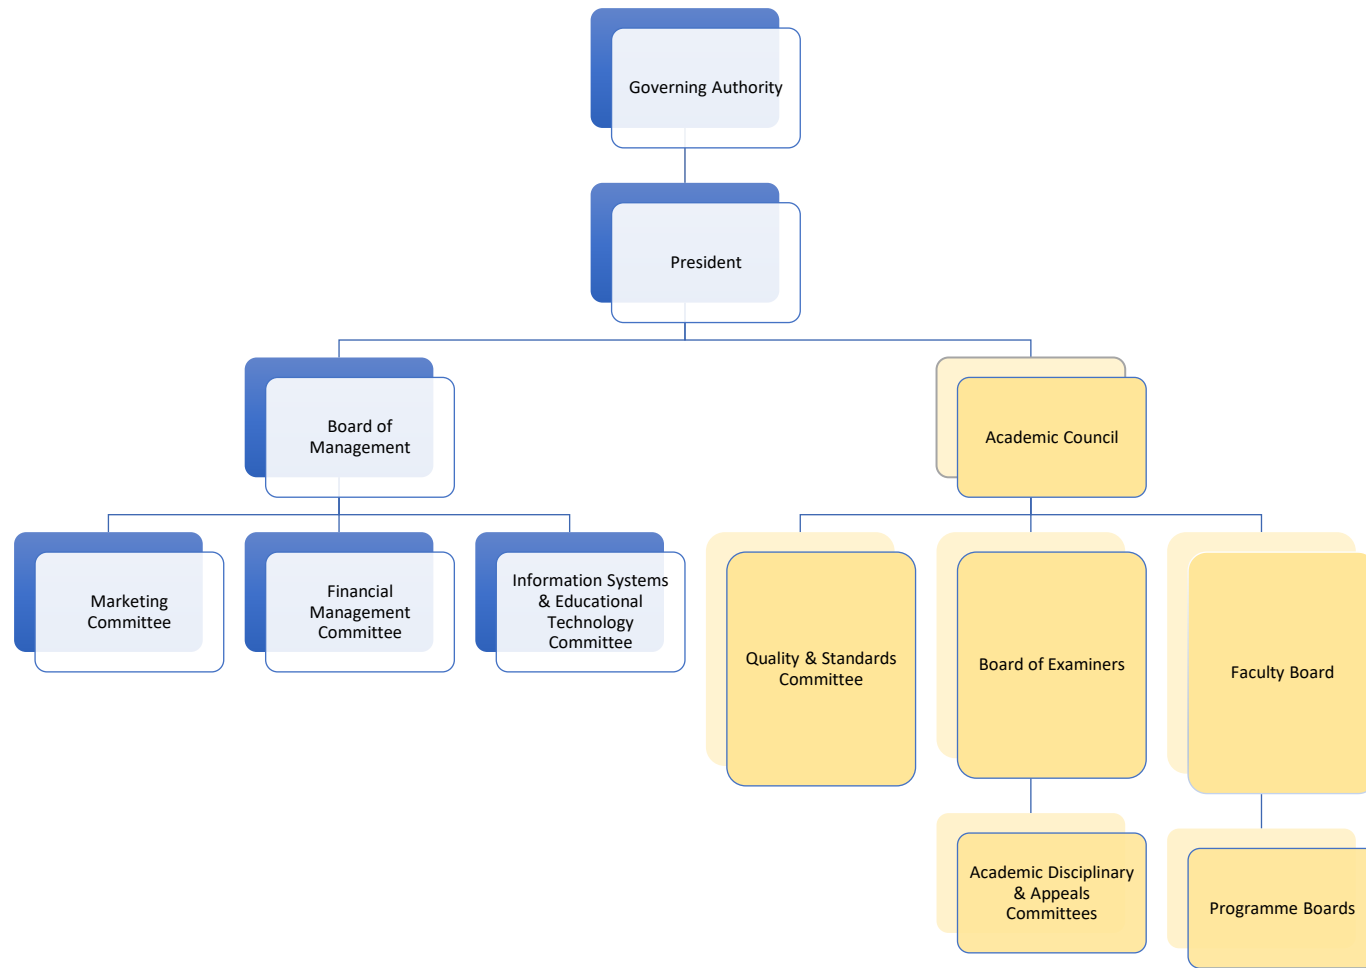 Governing Authority
President
Board of
Management
Academic Council
Marketing
Committee
Financial
Management
Committee
Information Systems
& Educational
Technology
Committee
Quality & Standards
Committee
Board of Examiners
Faculty Board
Academic Disciplinary
& Appeals
Committees
Programme Boards